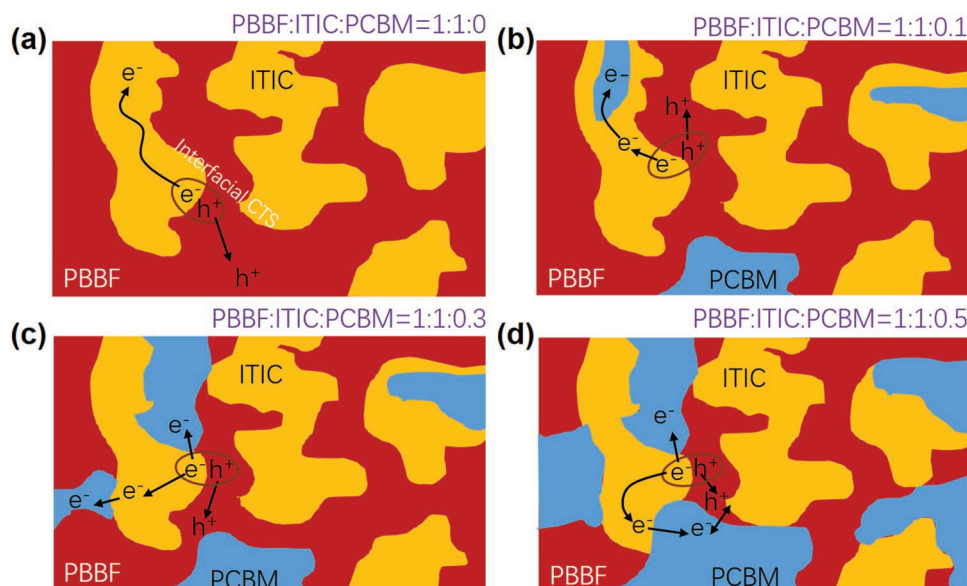 (a)
PBBF:ITIC:PCBM=1:1:0
e⁻
ITIC
Interfacial CTS
e⁻
h⁺
PBBF
h⁺
(b)
PBBF:ITIC:PCBM=1:1:0.1
e⁻
ITIC
h⁺
e⁻
e⁻
h⁺
PBBF
PCBM
(c)
PBBF:ITIC:PCBM=1:1:0.3
ITIC
e⁻
e⁻h⁺
e⁻
e⁻
h⁺
PBBF
PCBM
(d)
PBBF:ITIC:PCBM=1:1:0.5
ITIC
e⁻
e⁻h⁺
h⁺
e⁻
e⁻
PBBF
PCBM